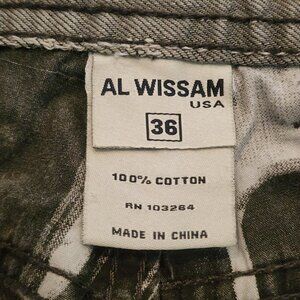 AL WISSAM
USA
36
100% COTTON
RN 103264
MADE IN CHINA